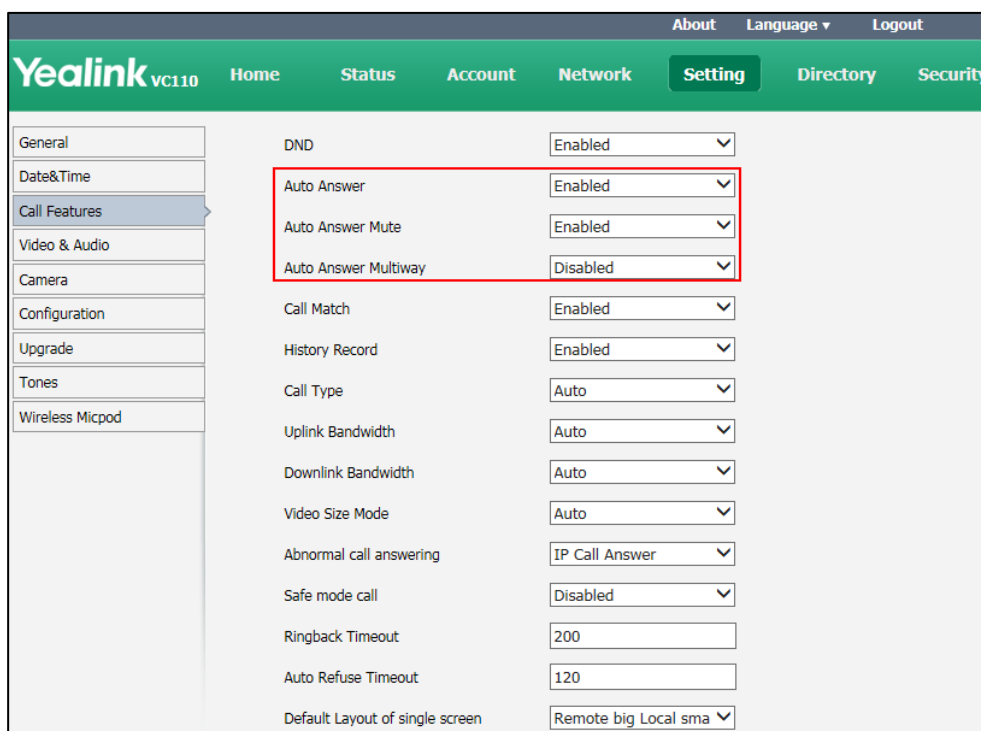 About Language ▾ Logout
Yealink VC110 Home Status Account Network Setting Directory Security
General
Date&Time
Call Features
Video & Audio
Camera
Configuration
Upgrade
Tones
Wireless Micpod
DND Enabled
Auto Answer Enabled
Auto Answer Mute Enabled
Auto Answer Multiway Disabled
Call Match Enabled
History Record Enabled
Call Type Auto
Uplink Bandwidth Auto
Downlink Bandwidth Auto
Video Size Mode Auto
Abnormal call answering IP Call Answer
Safe mode call Disabled
Ringback Timeout 200
Auto Refuse Timeout 120
Default Layout of single screen Remote big Local sma